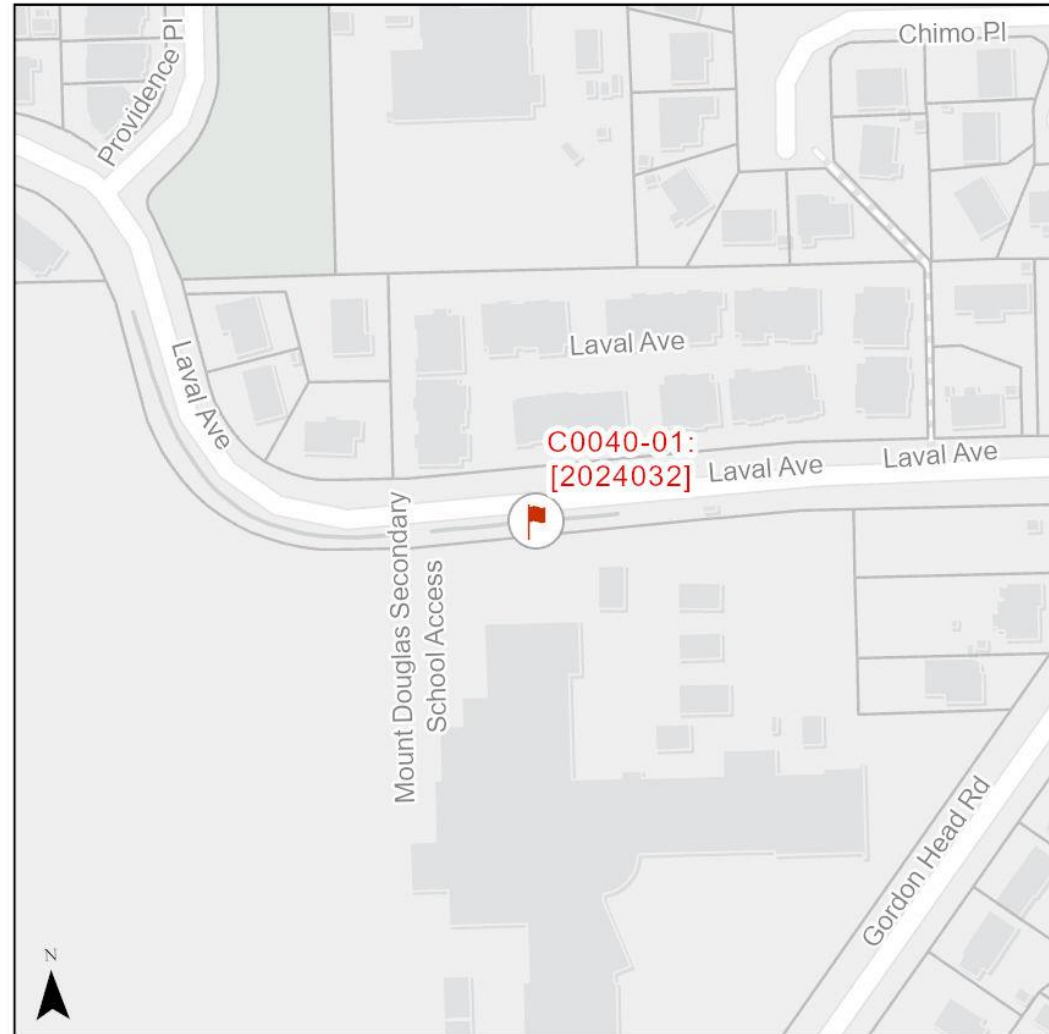 Chimo Pl
Providence Pl
Laval Ave
Laval Ave
C0040-01:
[2024032]
Laval Ave
Laval Ave
Mount Douglas Secondary
School Access
Gordon Head Rd
N